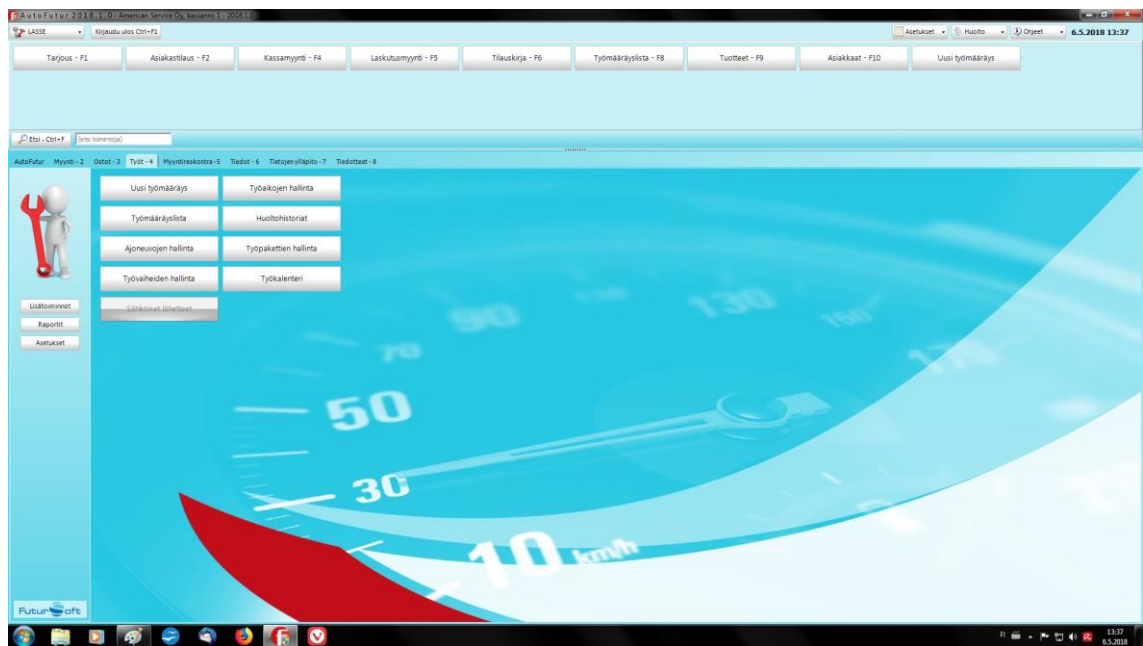 AutoFutur 2018.1.0 - American Service Oy, kassanro 1 - 2018.1.0
LASSE
Kirjaudu ulos Ctrl+F1
Asetukset
Huolto
Ohjeet
6.5.2018 13:37
Tarjous - F1
Asiakastilaus - F2
Kassamyynti - F4
Laskutusmyynti - F5
Tilauskirja - F6
Työmääräyslista - F8
Tuotteet - F9
Asiakkaat - F10
Uusi työmääräys
Etsi - Ctrl+F
(etsi toimintoja)
AutoFutur
Myynti - 2
Ostot - 3
Työt - 4
Myyntireskontra - 5
Tiedot - 6
Tietojen ylläpito - 7
Tiedotteet - 8
Uusi työmääräys
Työaikojen hallinta
Työmääräyslista
Huoltohistoriat
Ajoneuvojen hallinta
Työpakettien hallinta
Työvaiheiden hallinta
Työkalenteri
Sähköiset lähetteet
Lisätoiminnot
Raportit
Asetukset
90
110
130
150
170
70
50
30
10 km/h
FuturSoft
FI
13:37
6.5.2018